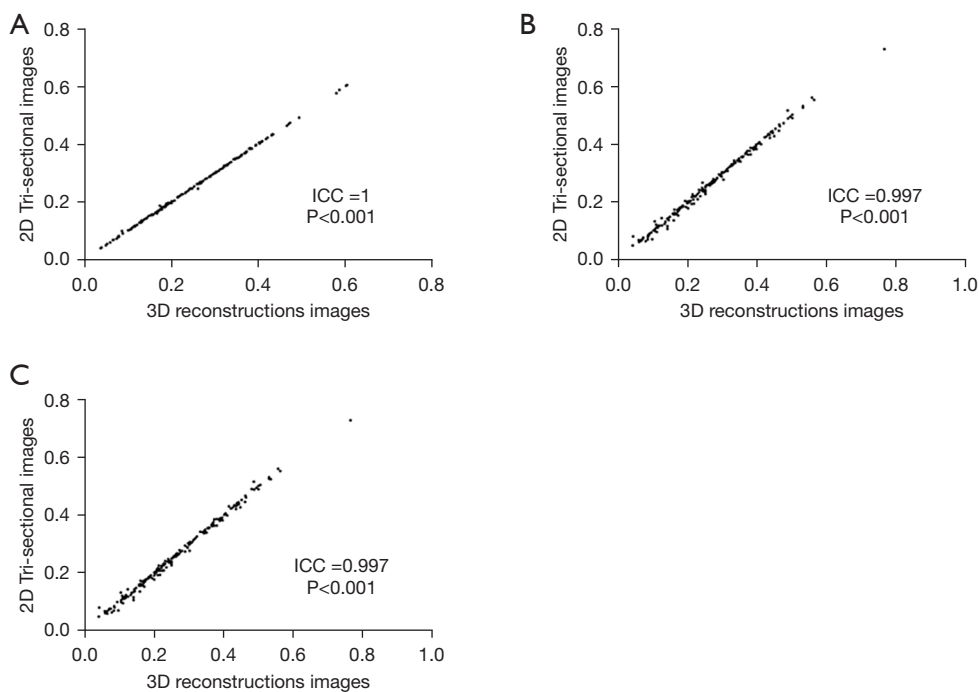 A
2D Tri-sectional images
0.8
0.6
0.4
0.2
0.0
ICC =1
P<0.001
0.0 0.2 0.4 0.6 0.8
3D reconstructions images
B
2D Tri-sectional images
0.8
0.6
0.4
0.2
0.0
ICC =0.997
P<0.001
0.0 0.2 0.4 0.6 0.8 1.0
3D reconstructions images
C
2D Tri-sectional images
0.8
0.6
0.4
0.2
0.0
ICC =0.997
P<0.001
0.0 0.2 0.4 0.6 0.8 1.0
3D reconstructions images